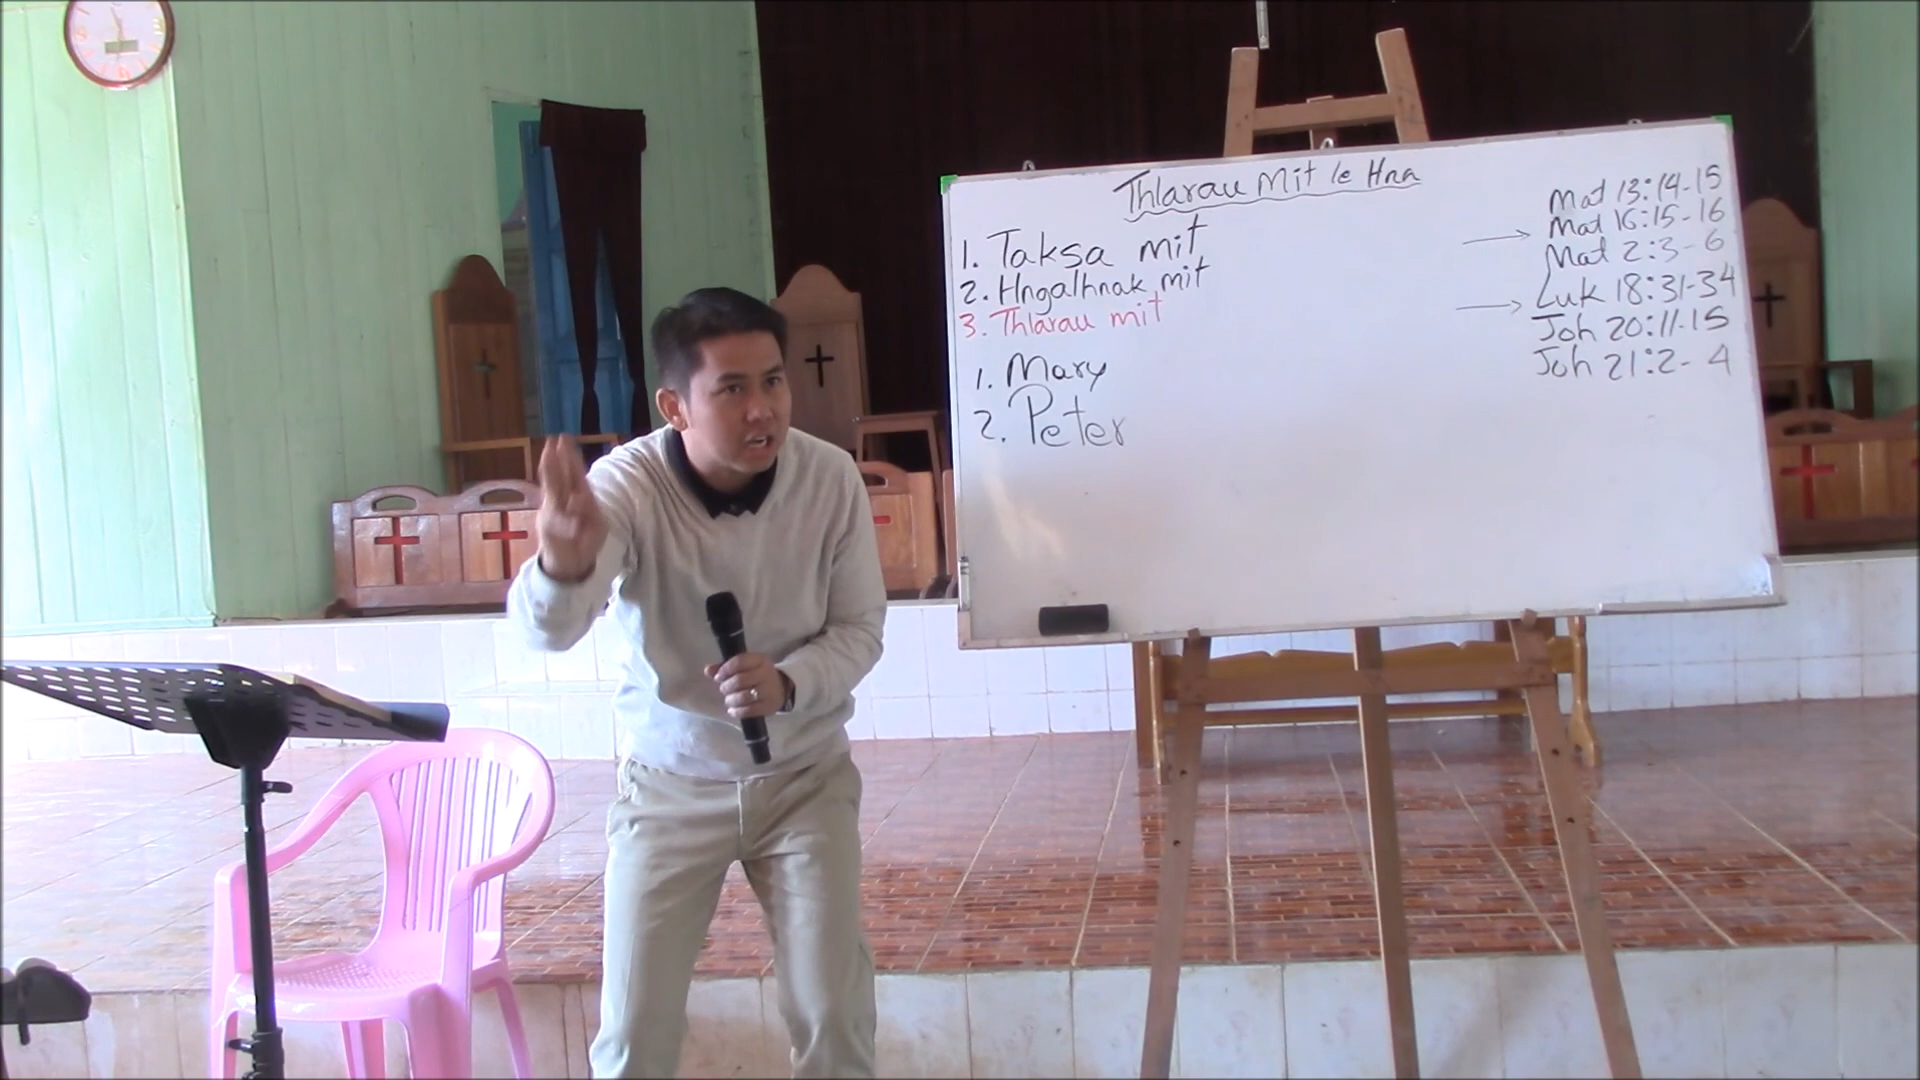 Thlarau Mit le Hna
1. Taksa mit
2. Hngalhnak mit
3. Thlarau mit
1. Mary
2. Peter
Mat 13:14-15
→ Mat 16:15-16
Mat 2:3-6
→ Luk 18:31-34
Joh 20:11-15
Joh 21:2-4